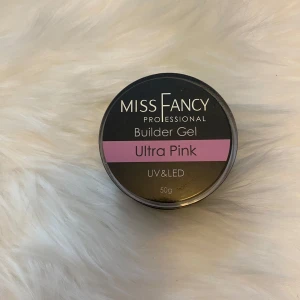 MISS FANCY
PROFESSIONAL
Builder Gel
Ultra Pink
UV&LED
50g